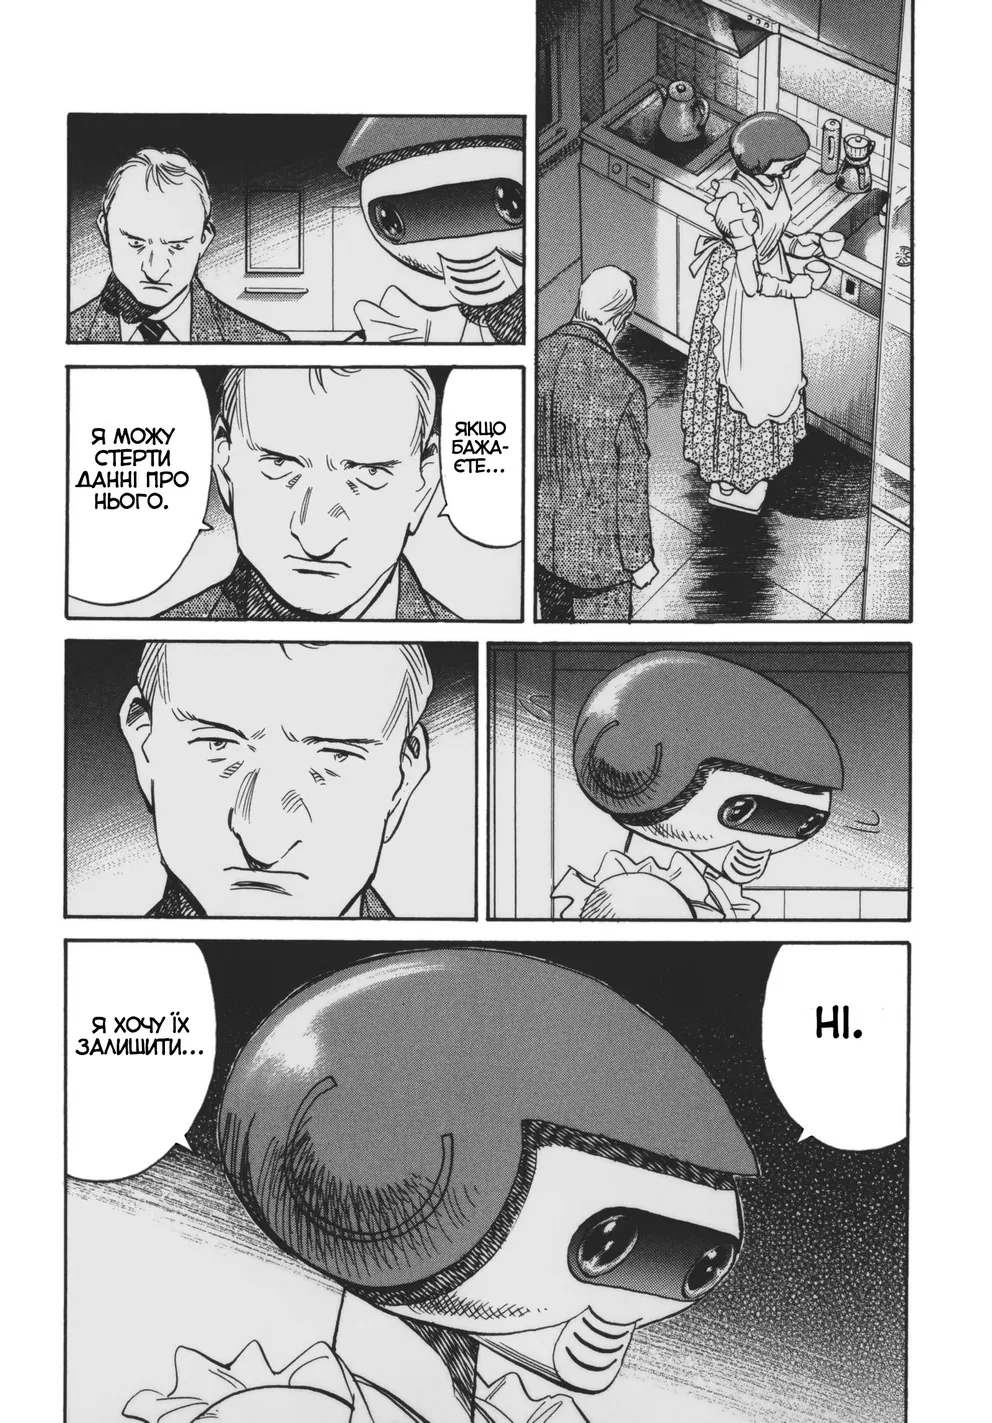 ЯКЩО
БАЖА-
ЄТЕ...
Я МОЖУ
СТЕРТИ
ДАННІ ПРО
НЬОГО.
НІ.
Я ХОЧУ ЇХ
ЗАЛИШИТИ...